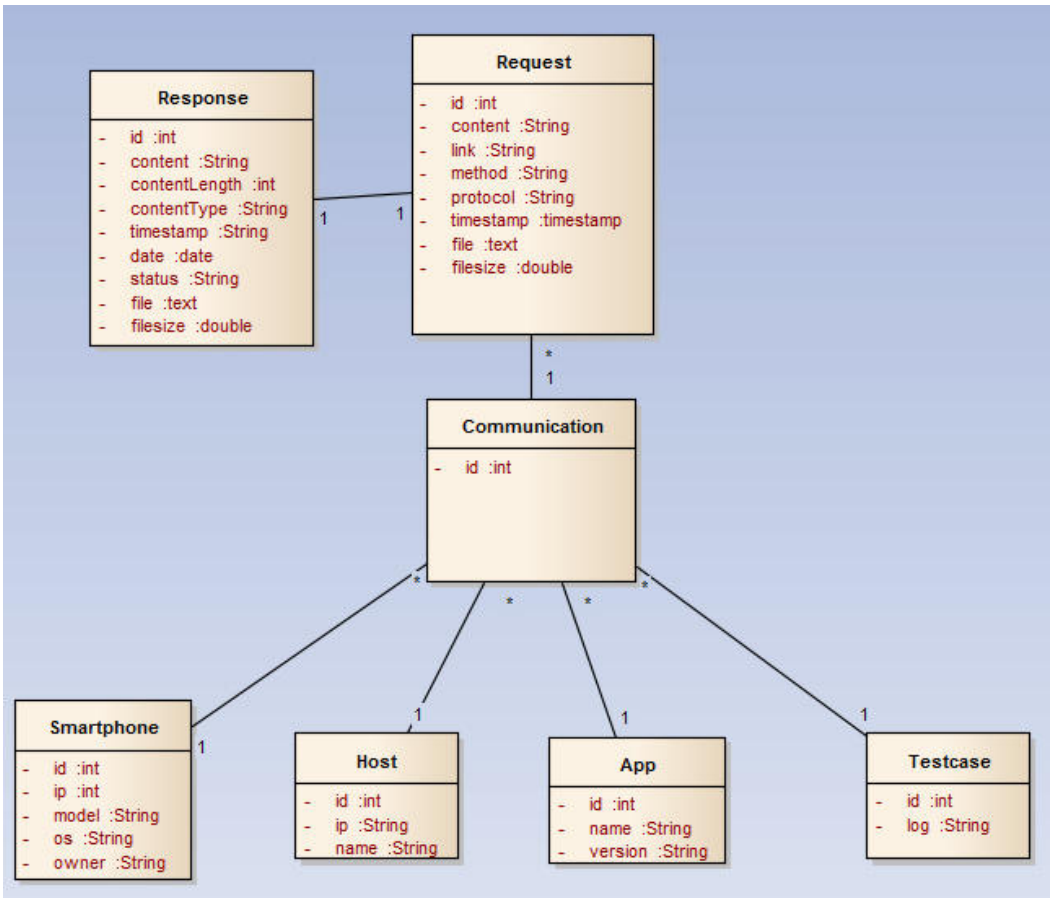 Response
- id :int
- content :String
- contentLength :int
- contentType :String
- timestamp :String
- date :date
- status :String
- file :text
- filesize :double
Request
- id :int
- content :String
- link :String
- method :String
- protocol :String
- timestamp :timestamp
- file :text
- filesize :double
1
1
*
1
Communication
- id :int
*
*
*
*
1
1
1
1
Smartphone
- id :int
- ip :int
- model :String
- os :String
- owner :String
Host
- id :int
- ip :String
- name :String
App
- id :int
- name :String
- version :String
Testcase
- id :int
- log :String